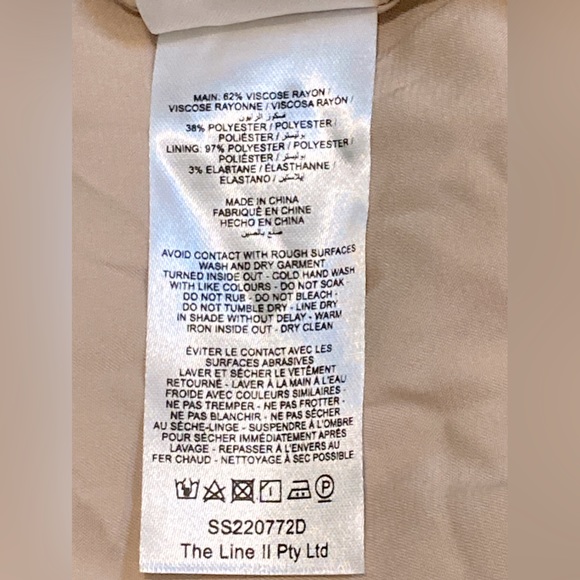 MAIN: 62% VISCOSE RAYON /
VISCOSE RAYONNE / VISCOSA RAYÓN /
فسكوز الرايون
38% POLYESTER / POLYESTER /
POLIÉSTER / بوليستر
LINING: 97% POLYESTER / POLYESTER /
POLIÉSTER / بوليستر
3% ELASTANE / ÉLASTHANNE /
ELASTANO / إيلاستين
MADE IN CHINA
FABRIQUÉ EN CHINE
HECHO EN CHINA
صنع بالصين
AVOID CONTACT WITH ROUGH SURFACES
WASH AND DRY GARMENT
TURNED INSIDE OUT - COLD HAND WASH
WITH LIKE COLOURS - DO NOT SOAK -
DO NOT RUB - DO NOT BLEACH -
DO NOT TUMBLE DRY - LINE DRY
IN SHADE WITHOUT DELAY - WARM
IRON INSIDE OUT - DRY CLEAN
ÉVITER LE CONTACT AVEC LES
SURFACES ABRASIVES
LAVER ET SÉCHER LE VETÊMENT
RETOURNÉ - LAVER À LA MAIN À L'EAU
FROIDE AVEC COULEURS SIMILAIRES -
NE PAS TREMPER - NE PAS FROTTER -
NE PAS BLANCHIR - NE PAS SÉCHER
AU SÈCHE-LINGE - SUSPENDRE À L'OMBRE
POUR SÉCHER IMMÉDIATEMENT APRÈS
LAVAGE - REPASSER À L'ENVERS AU
FER CHAUD - NETTOYAGE À SEC POSSIBLE
P
SS220772D
The Line II Pty Ltd